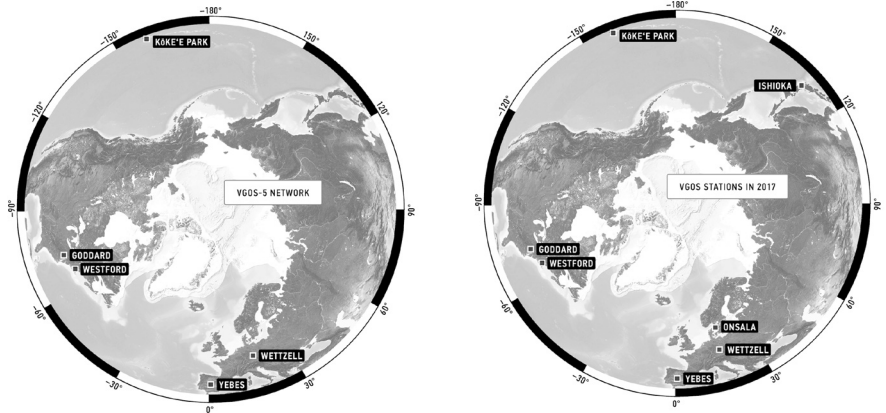 -180°
-150°
150°
KōKE'E PARK
-120°
120°
VGOS-5 NETWORK
-90°
90°
GODDARD
WESTFORD
-60°
60°
WETTZELL
YEBES
-30°
30°
0°
-180°
-150°
150°
KōKE'E PARK
ISHIOKA
-120°
120°
VGOS STATIONS IN 2017
-90°
90°
GODDARD
WESTFORD
-60°
60°
ONSALA
WETTZELL
YEBES
-30°
30°
0°